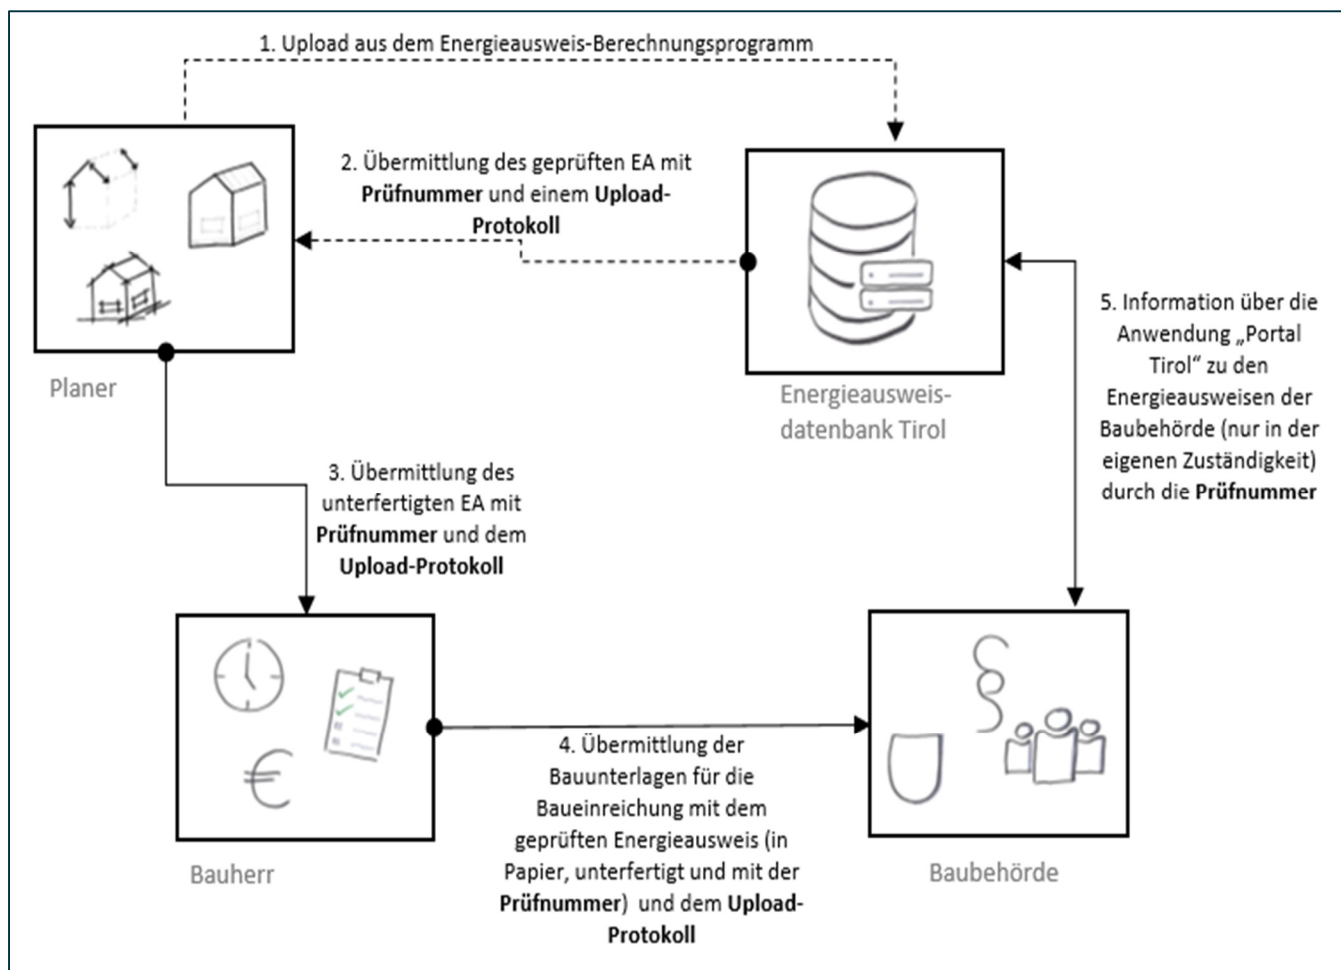 1. Upload aus dem Energieausweis-Berechnungsprogramm
2. Übermittlung des geprüften EA mit
Prüfnummer und einem Upload-
Protokoll
Planer
Energieausweis-
datenbank Tirol
5. Information über die
Anwendung „Portal
Tirol“ zu den
Energieausweisen der
Baubehörde (nur in der
eigenen Zuständigkeit)
durch die Prüfnummer
3. Übermittlung des
unterfertigten EA mit
Prüfnummer und dem
Upload-Protokoll
€
§
4. Übermittlung der
Bauunterlagen für die
Baueinreichung mit dem
geprüften Energieausweis (in
Papier, unterfertigt und mit der
Prüfnummer) und dem Upload-
Protokoll
Bauherr
Baubehörde